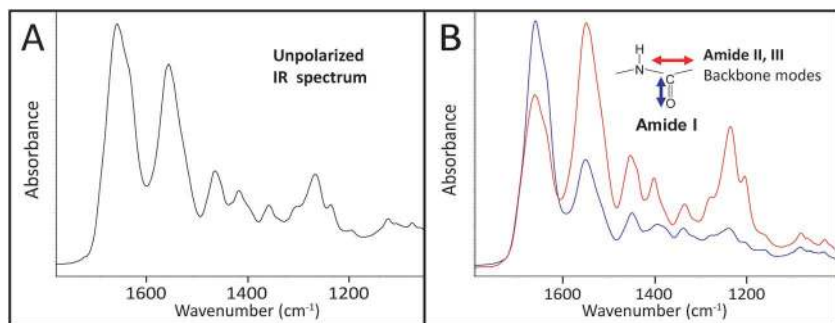 A
Unpolarized
IR spectrum
Absorbance
1600
1400
1200
Wavenumber (cm⁻¹)
B
H
N
C
O
Amide II, III
Backbone modes
Amide I
Absorbance
1600
1400
1200
Wavenumber (cm⁻¹)